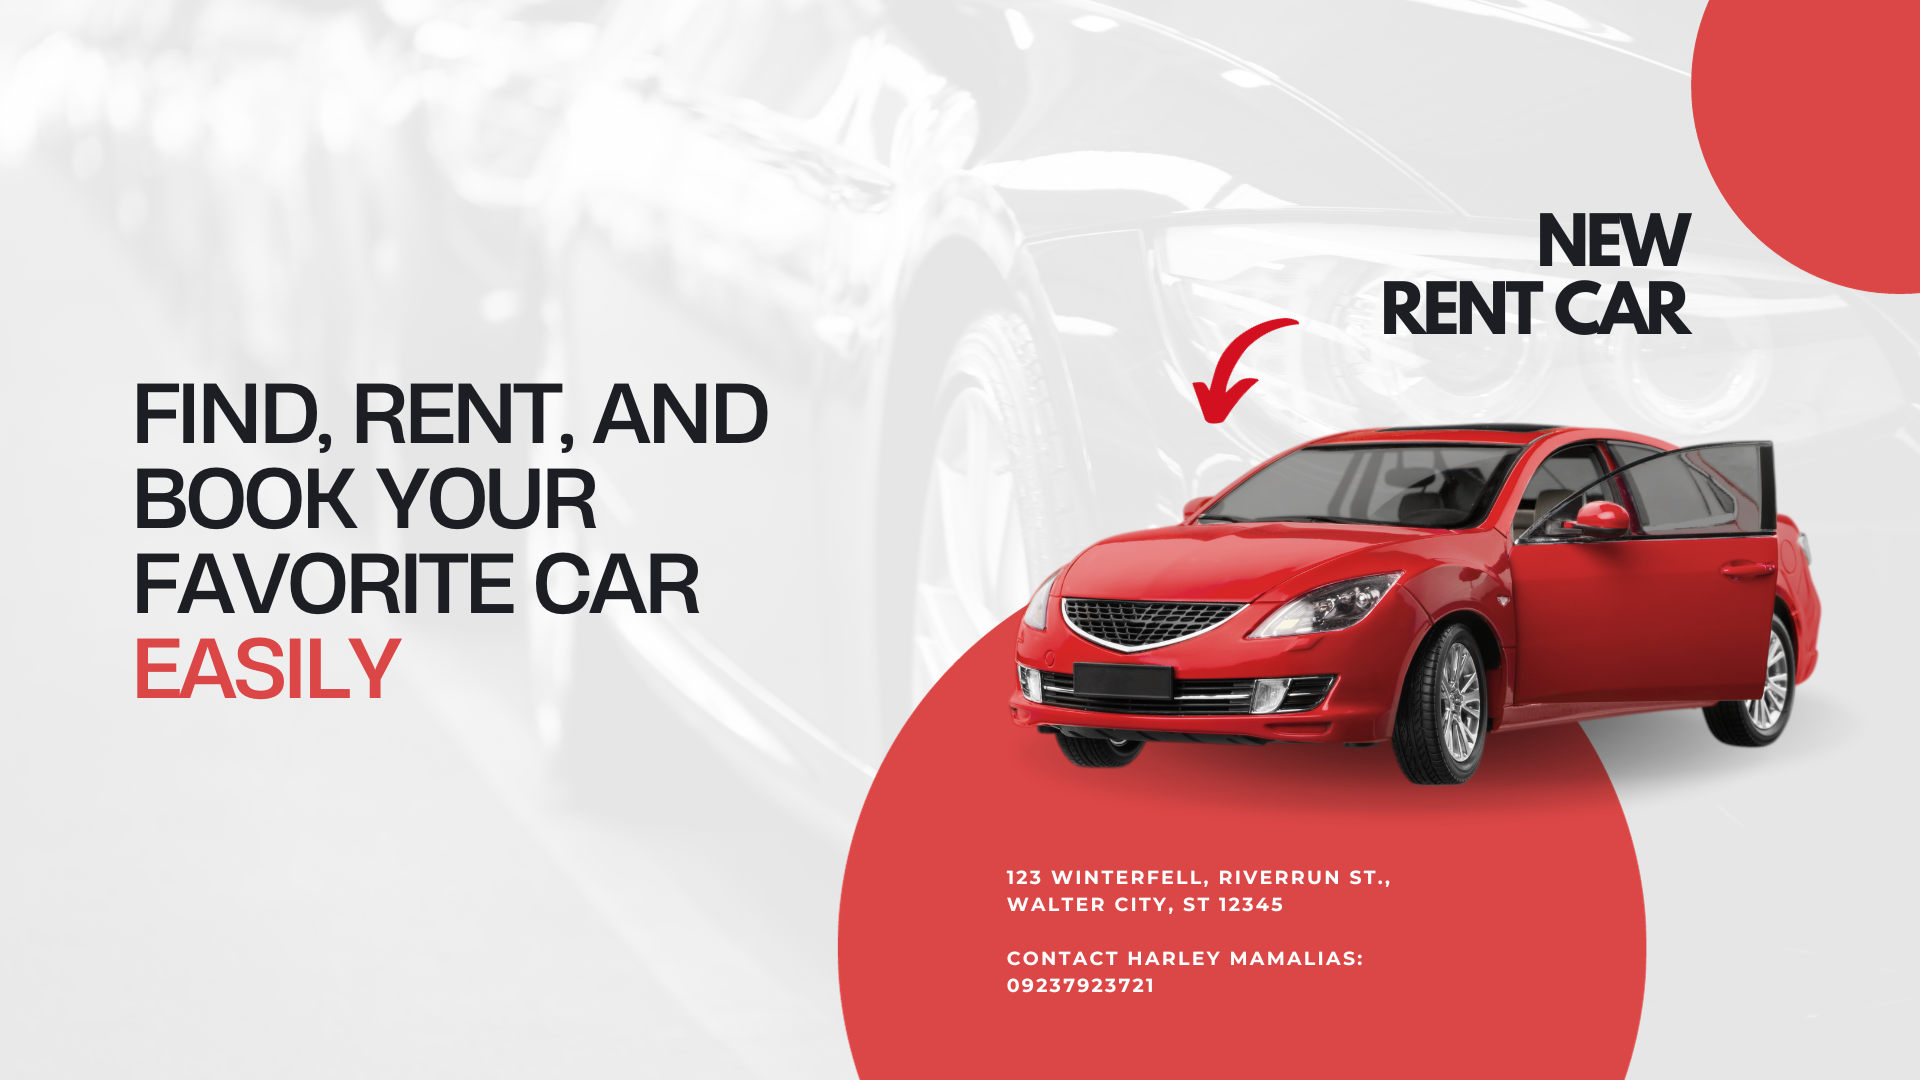 FIND, RENT, AND
BOOK YOUR
FAVORITE CAR
EASILY
NEW
RENT CAR
123 WINTERFELL, RIVERRUN ST.,
WALTER CITY, ST 12345
CONTACT HARLEY MAMALIAS:
09237923721